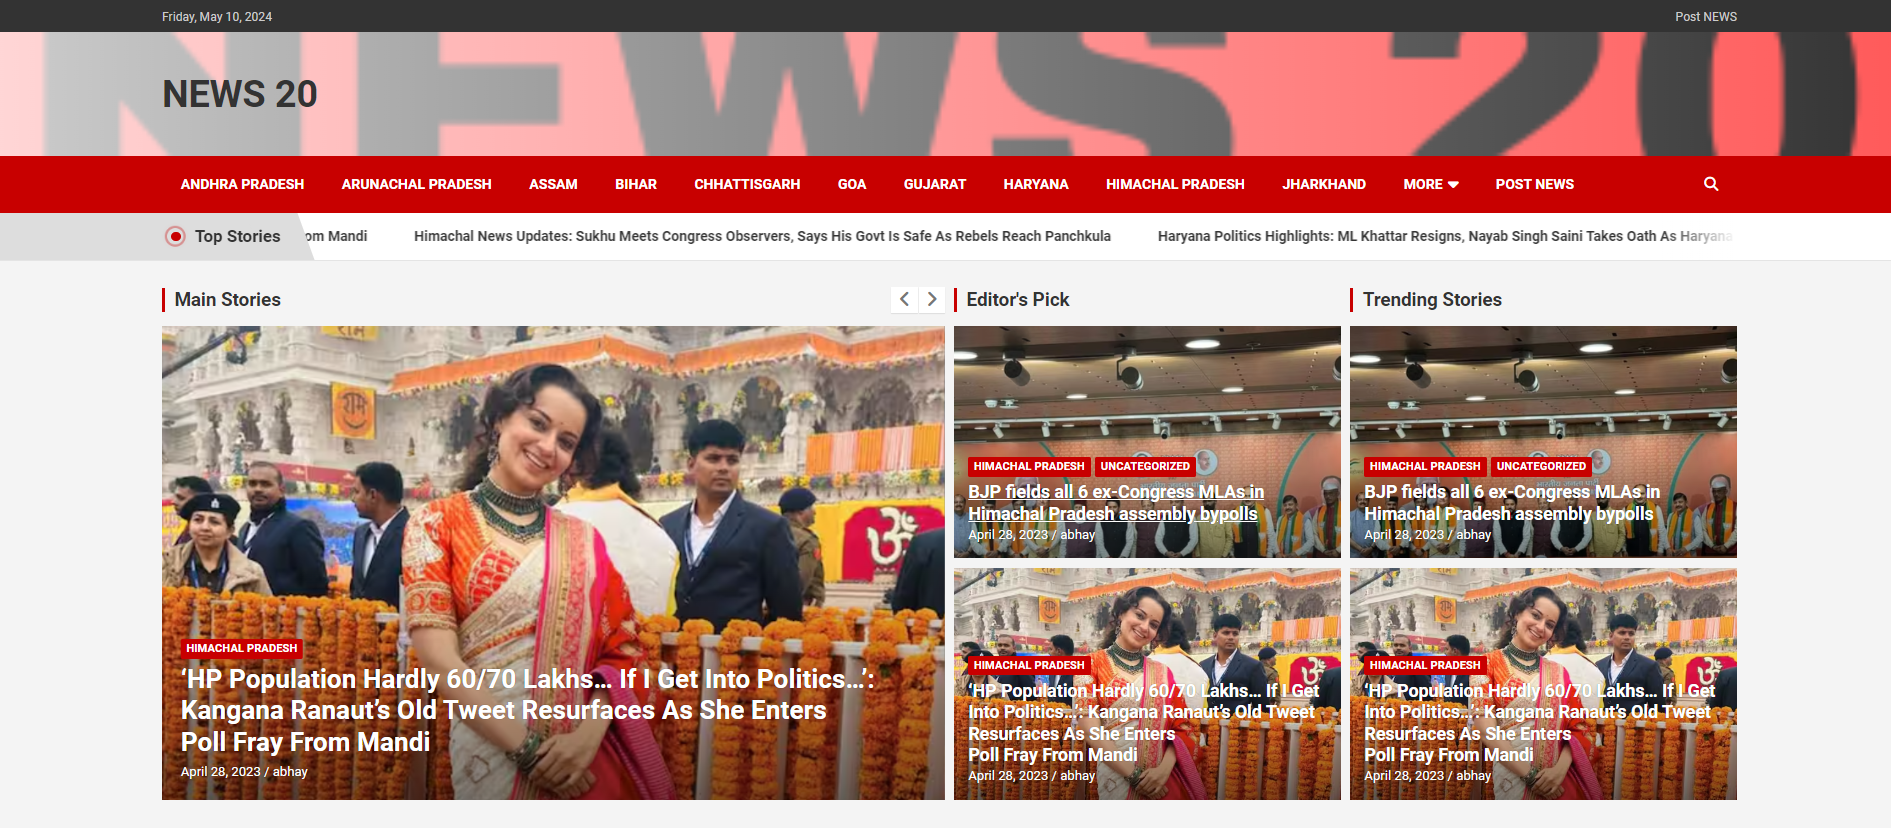 Friday, May 10, 2024
Post NEWS
NEWS 20
NEWS 20
ANDHRA PRADESH
ARUNACHAL PRADESH
ASSAM
BIHAR
CHHATTISGARH
GOA
GUJARAT
HARYANA
HIMACHAL PRADESH
JHARKHAND
MORE
POST NEWS
Top Stories
om Mandi
Himachal News Updates: Sukhu Meets Congress Observers, Says His Govt Is Safe As Rebels Reach Panchkula
Haryana Politics Highlights: ML Khattar Resigns, Nayab Singh Saini Takes Oath As Haryana
Main Stories
राम
ॐ
HIMACHAL PRADESH
‘HP Population Hardly 60/70 Lakhs… If I Get Into Politics…’:
Kangana Ranaut’s Old Tweet Resurfaces As She Enters
Poll Fray From Mandi
April 28, 2023 / abhay
Editor's Pick
HIMACHAL PRADESH
UNCATEGORIZED
BJP fields all 6 ex-Congress MLAs in
Himachal Pradesh assembly bypolls
April 28, 2023 / abhay
HIMACHAL PRADESH
‘HP Population Hardly 60/70 Lakhs… If I Get
Into Politics…’: Kangana Ranaut’s Old Tweet
Resurfaces As She Enters
Poll Fray From Mandi
April 28, 2023 / abhay
Trending Stories
HIMACHAL PRADESH
UNCATEGORIZED
BJP fields all 6 ex-Congress MLAs in
Himachal Pradesh assembly bypolls
April 28, 2023 / abhay
HIMACHAL PRADESH
‘HP Population Hardly 60/70 Lakhs… If I Get
Into Politics…’: Kangana Ranaut’s Old Tweet
Resurfaces As She Enters
Poll Fray From Mandi
April 28, 2023 / abhay